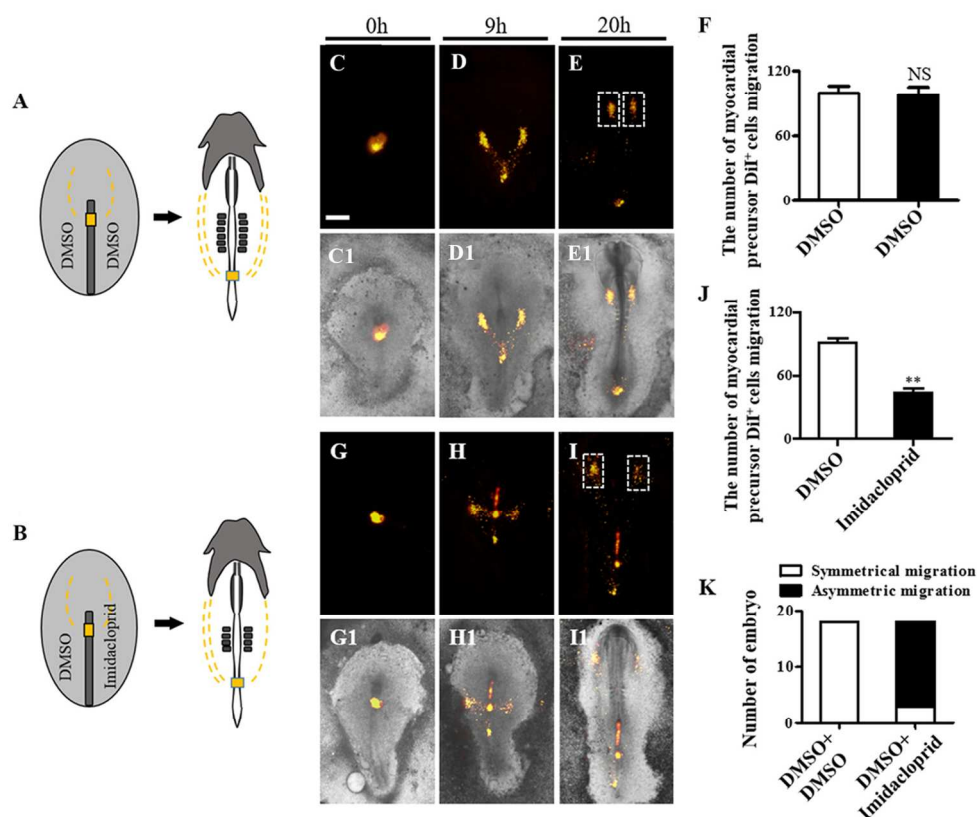 0h
9h
20h
A
DMSO
DMSO
C
D
E
C1
D1
E1
F
The number of myocardial
precursor DiI+ cells migration
120
60
0
NS
DMSO
DMSO
J
The number of myocardial
precursor DiI+ cells migration
120
60
0
**
DMSO
Imidacloprid
B
DMSO
Imidacloprid
G
H
I
G1
H1
I1
K
Symmetrical migration
Asymmetric migration
Number of embryo
20
10
0
DMSO+
DMSO
DMSO+
Imidacloprid